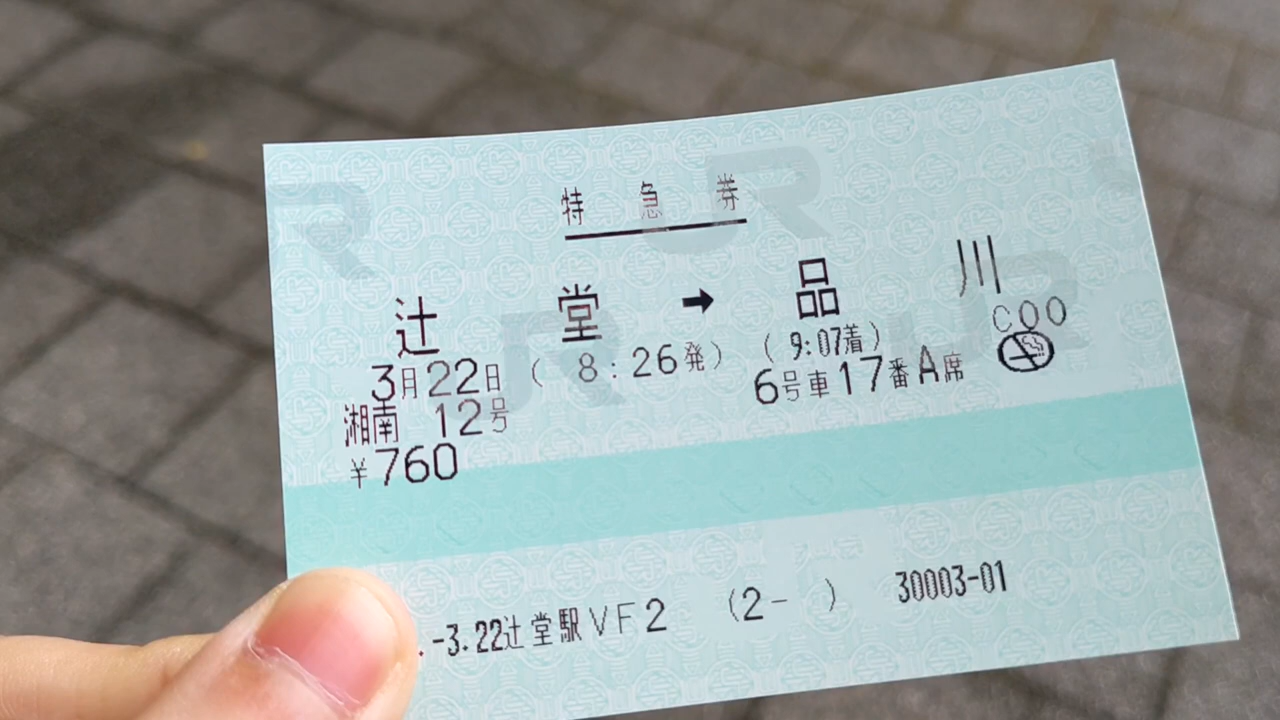 特急券
辻堂 ➡ 品川
C00
3月22日 ( 8:26発) (9:07着)
湘南 12号 6号車17番A席
¥760
-3.22辻堂駅VF2 (2- ) 30003-01